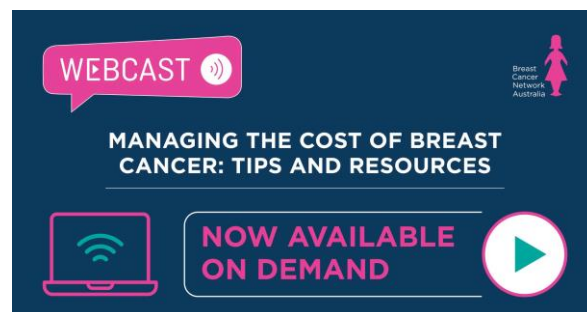 WEBCAST
Breast
Cancer
Network
Australia
MANAGING THE COST OF BREAST
CANCER: TIPS AND RESOURCES
NOW AVAILABLE
ON DEMAND